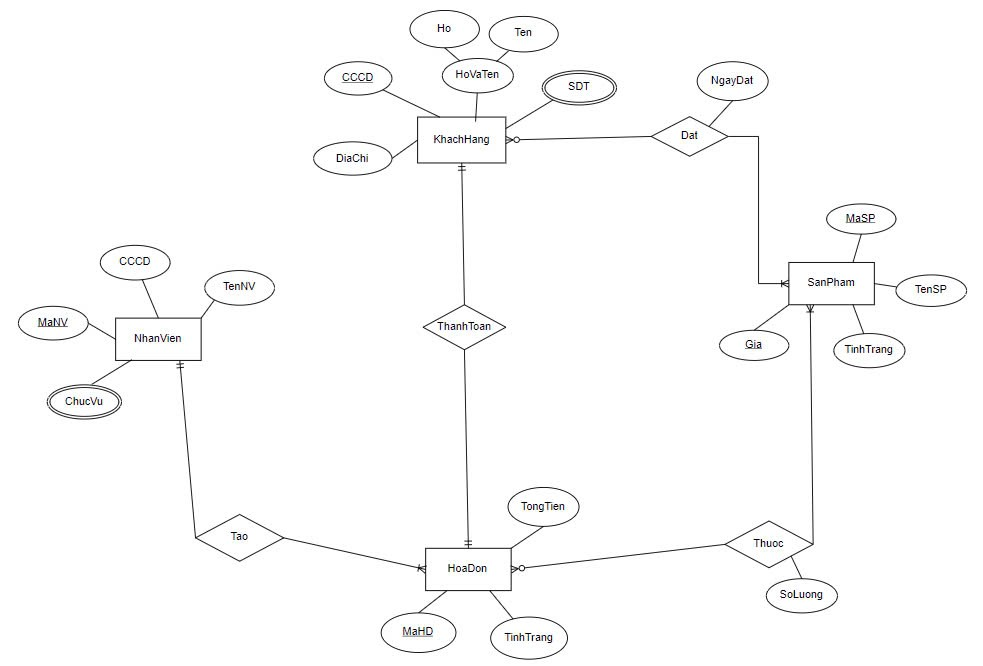 Ho
Ten
CCCD
HoVaTen
SDT
NgayDat
KhachHang
Dat
DiaChi
MaSP
CCCD
TenNV
SanPham
TenSP
MaNV
NhanVien
ThanhToan
Gia
TinhTrang
ChucVu
TongTien
Tao
Thuoc
HoaDon
SoLuong
MaHD
TinhTrang